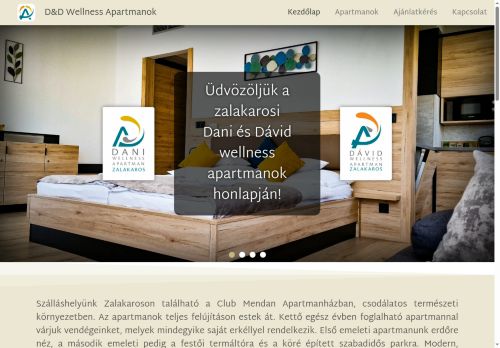 D&D Wellness Apartmanok
Kezdőlap
Apartmanok
Ajánlatkérés
Kapcsolat
Üdvözöljük a
zalakarosi
Dani és Dávid
wellness
apartmanok
honlapján!
DANI
WELLNESS
APARTMAN
ZALAKAROS
DÁVID
WELLNESS
APARTMAN
ZALAKAROS
Szálláshelyünk Zalakaroson található a Club Mendan Apartmanházban, csodálatos természeti
környezetben. Az apartmanok teljes felújításon estek át. Kettő egész évben foglalható apartmannal
várjuk vendégeinket, melyek mindegyike saját erkéllyel rendelkezik. Első emeleti apartmanunk erdőre
néz, a második emeleti pedig a festői termáltóra és a köré épített szabadidős parkra. Modern,